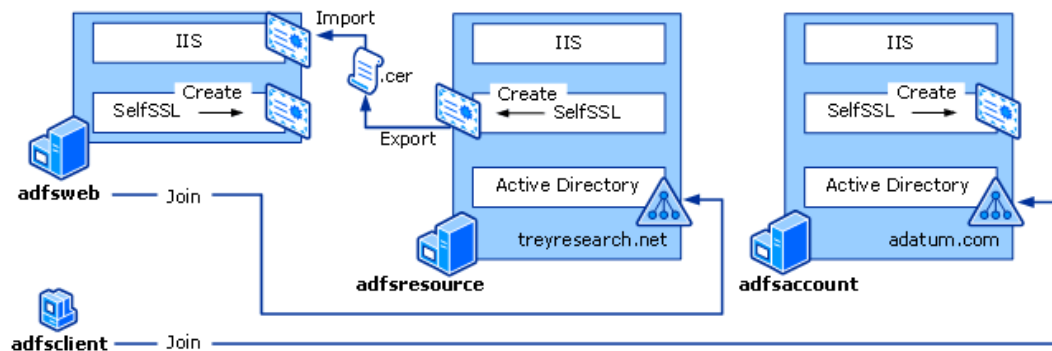 Import
IIS
.cer
Create
SelfSSL
Export
adfsweb
Join
IIS
Create
SelfSSL
Active Directory
treyresearch.net
adfsresource
IIS
Create
SelfSSL
Active Directory
adatum.com
adfsaccount
adfsclient
Join